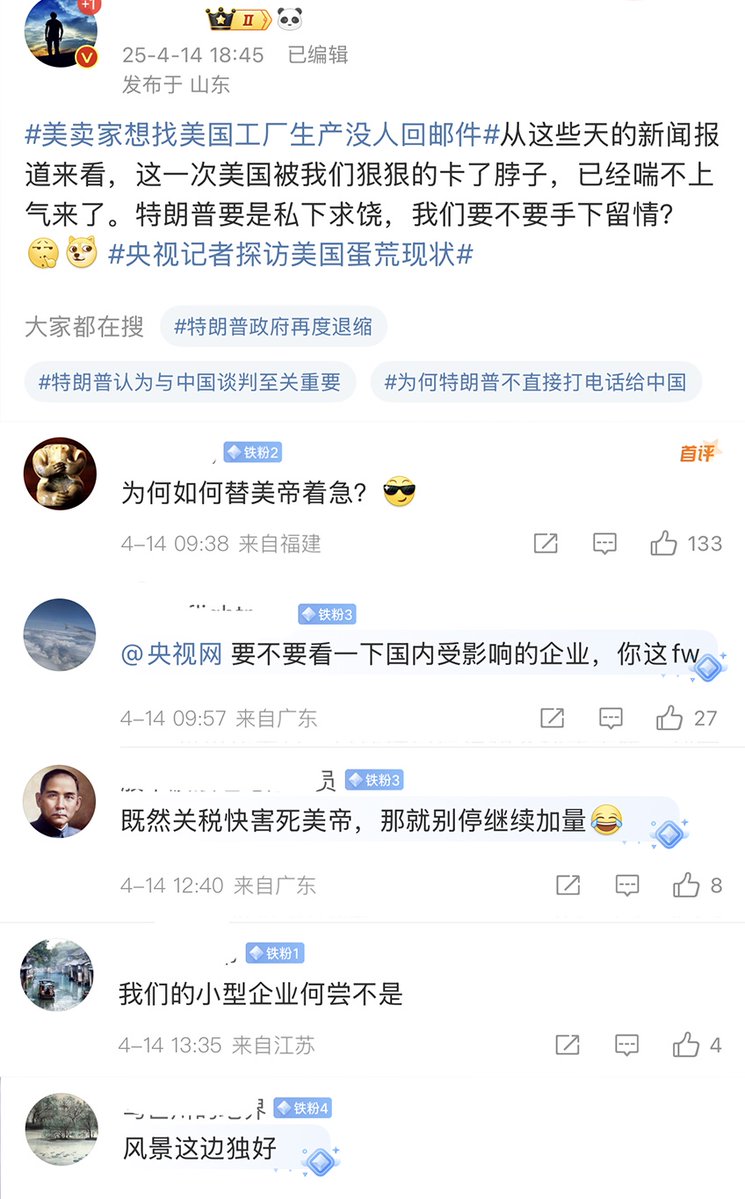 +1
II
25-4-14 18:45 已编辑
发布于 山东
#美卖家想找美国工厂生产没人回邮件#从这些天的新闻报
道来看，这一次美国被我们狠狠的卡了脖子，已经喘不上
气来了。特朗普要是私下求饶，我们要不要手下留情？
#央视记者探访美国蛋荒现状#
大家都在搜 #特朗普政府再度退缩
#特朗普认为与中国谈判至关重要 #为何特朗普不直接打电话给中国
铁粉2 首评
为何如何替美帝着急？
4-14 09:38 来自福建 133
铁粉3
@央视网 要不要看一下国内受影响的企业，你这fw
4-14 09:57 来自广东 27
员 铁粉3
既然关税快害死美帝，那就别停继续加量
4-14 12:40 来自广东 8
铁粉1
我们的小型企业何尝不是
4-14 13:35 来自江苏 4
铁粉4
风景这边独好